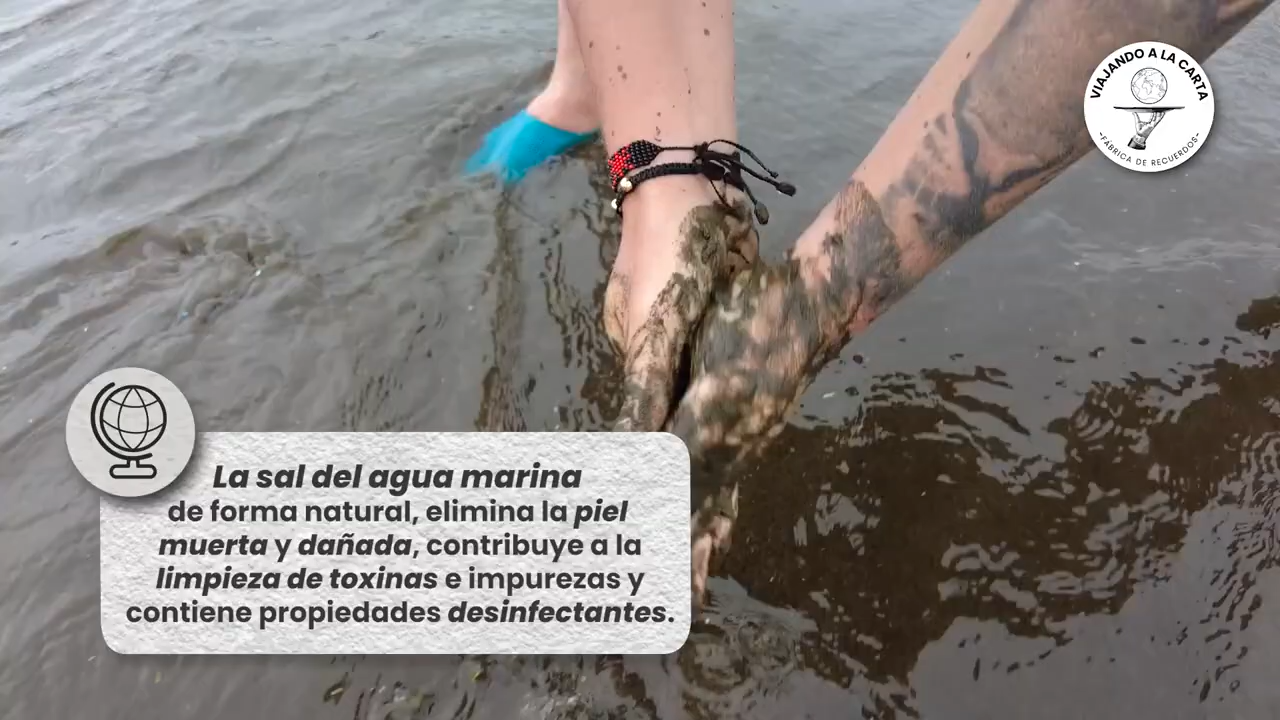 VIAJANDO A LA CARTA
-FÁBRICA DE RECUERDOS-
La sal del agua marina
de forma natural, elimina la piel
muerta y dañada, contribuye a la
limpieza de toxinas e impurezas y
contiene propiedades desinfectantes.